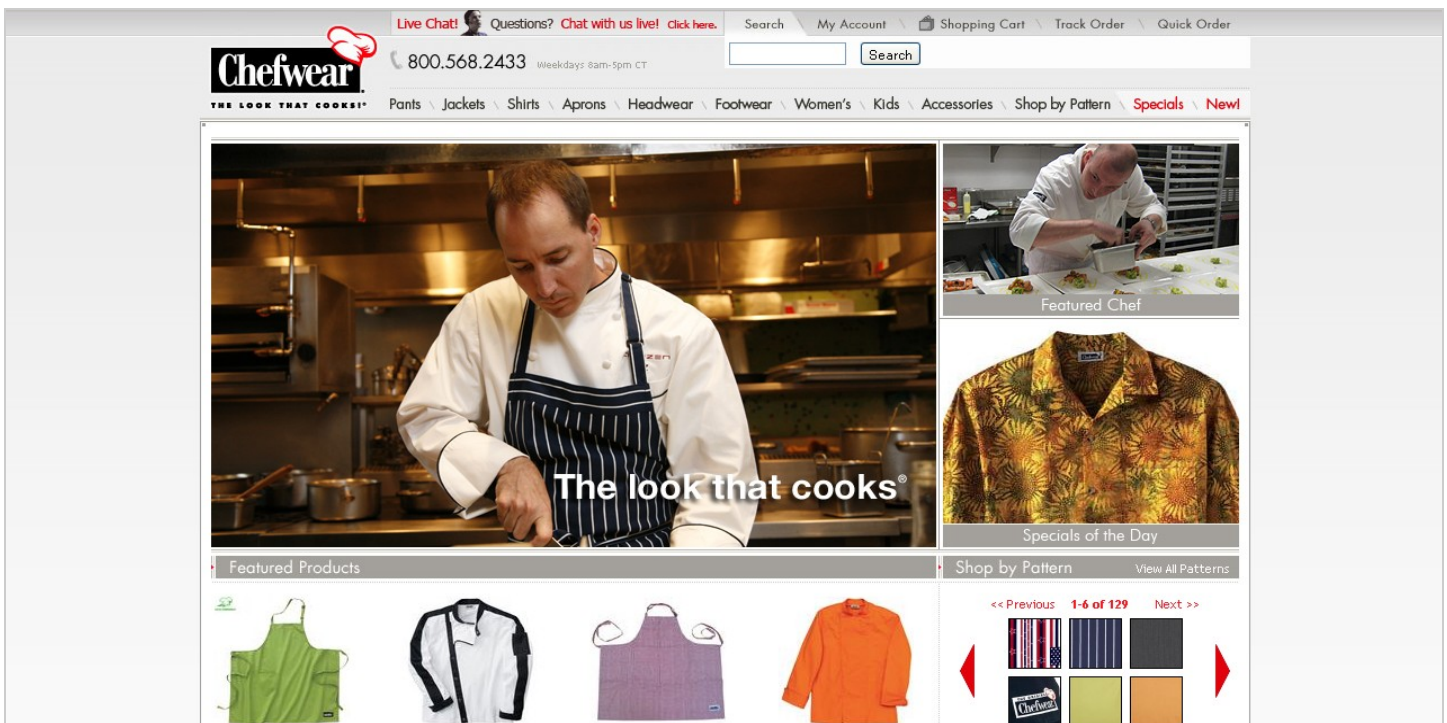 Live Chat! Questions? Chat with us live! Click here.
Search \ My Account \ Shopping Cart \ Track Order \ Quick Order
Chefwear®
THE LOOK THAT COOKS!®
800.568.2433 Weekdays 8am-5pm CT
Search
Pants \ Jackets \ Shirts \ Aprons \ Headwear \ Footwear \ Women's \ Kids \ Accessories \ Shop by Pattern \ Specials \ New!
The look that cooks®
Featured Chef
Specials of the Day
Featured Products
Shop by Pattern View All Patterns
<< Previous 1-6 of 129 Next >>
Chefwear